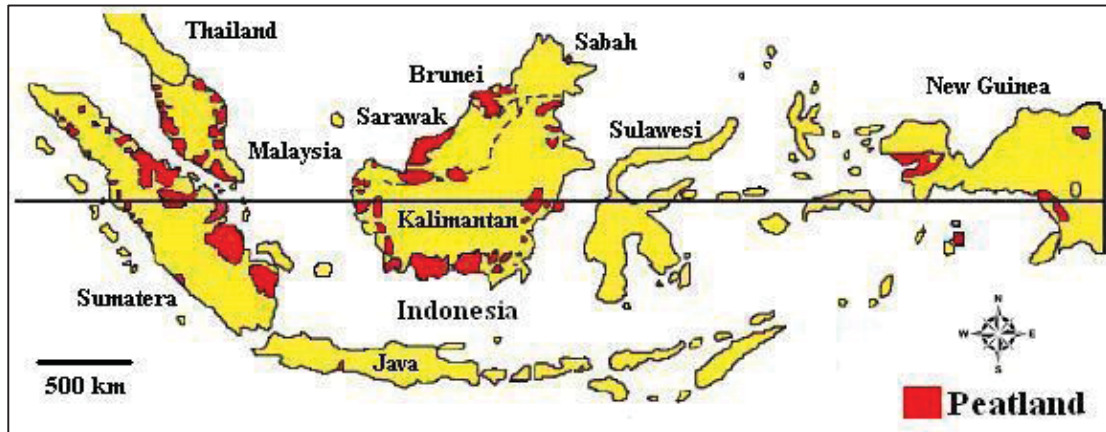 Thailand
Sabah
Brunei
New Guinea
Sarawak
Sulawesi
Malaysia
Kalimantan
Sumatera
Indonesia
N
W E
S
Java
500 km
Peatland